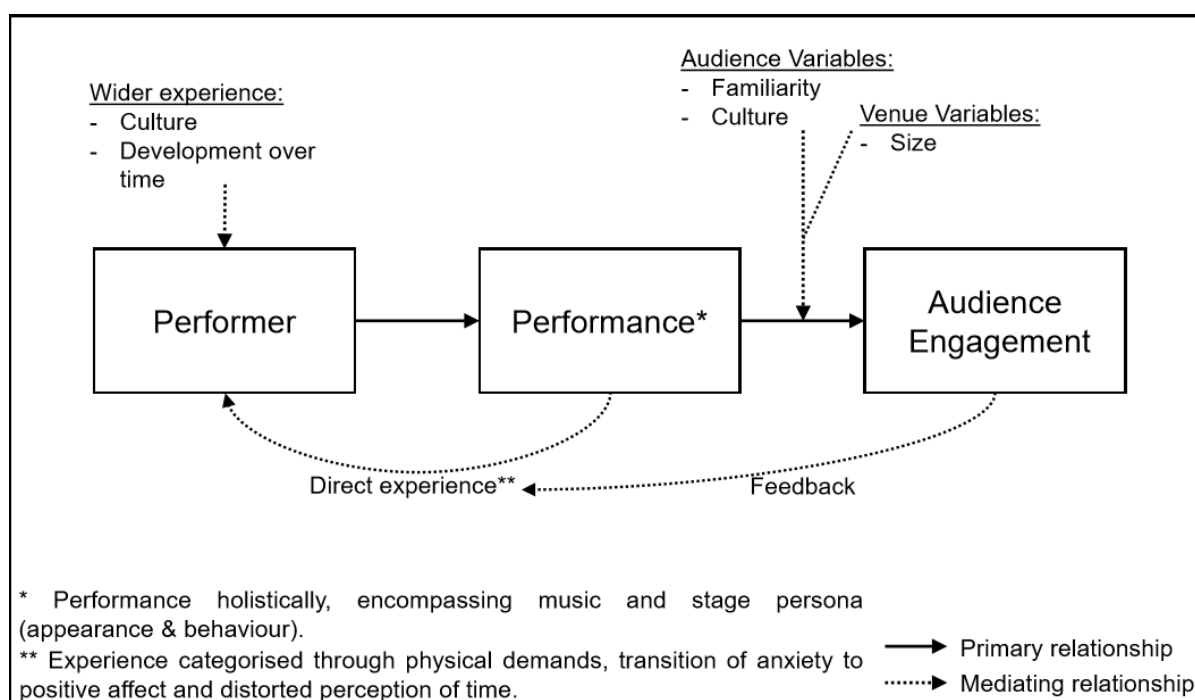 Audience Variables:
- Familiarity
- Culture
Wider experience:
- Culture
- Development over
time
Venue Variables:
- Size
Performer
Performance*
Audience
Engagement
Direct experience**
Feedback
* Performance holistically, encompassing music and stage persona
(appearance & behaviour).
** Experience categorised through physical demands, transition of anxiety to
positive affect and distorted perception of time.
Primary relationship
Mediating relationship